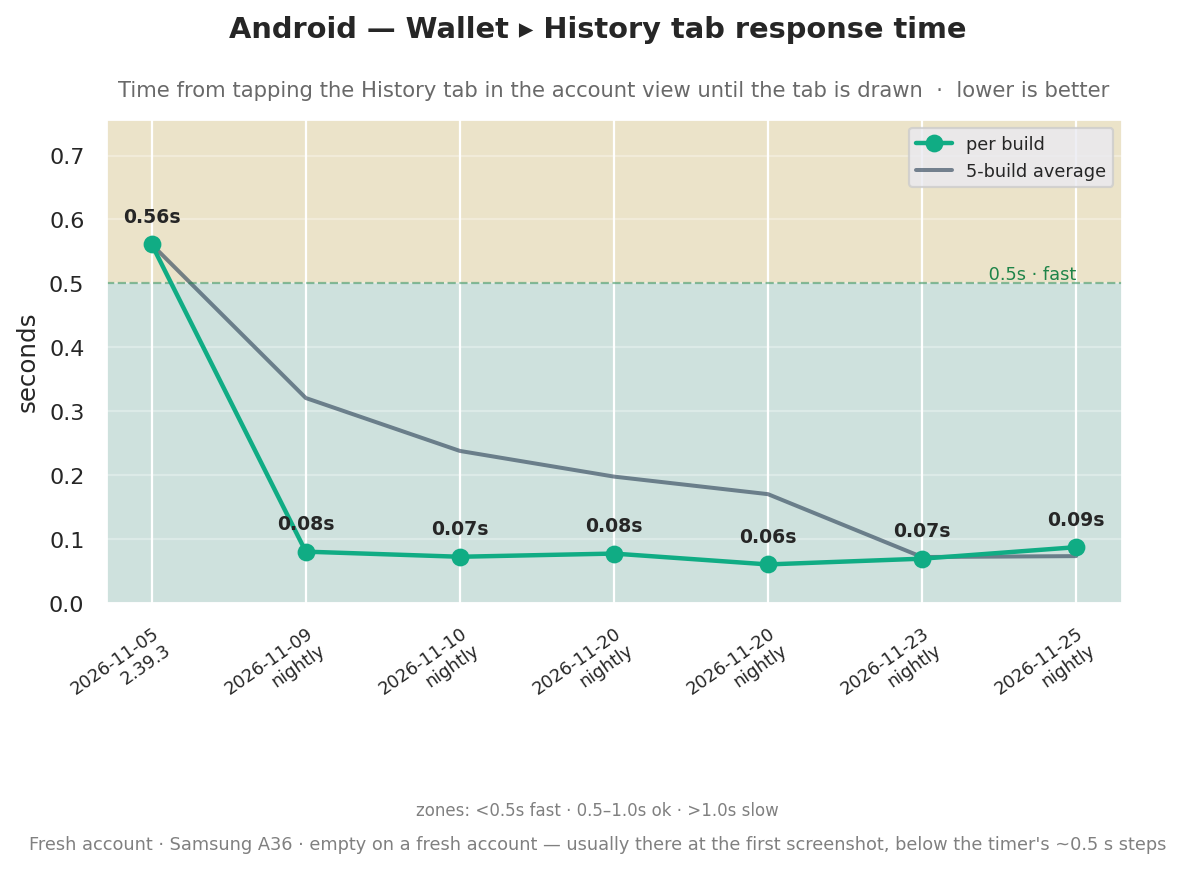 Android — Wallet ▸ History tab response time
Time from tapping the History tab in the account view until the tab is drawn · lower is better
per build
5-build average
0.7
0.6
0.5
0.4
0.3
0.2
0.1
0.0
seconds
0.5s · fast
0.56s
0.08s
0.07s
0.08s
0.06s
0.07s
0.09s
2026-11-05
2.39.3
2026-11-09
nightly
2026-11-10
nightly
2026-11-20
nightly
2026-11-20
nightly
2026-11-23
nightly
2026-11-25
nightly
zones: <0.5s fast · 0.5–1.0s ok · >1.0s slow
Fresh account · Samsung A36 · empty on a fresh account — usually there at the first screenshot, below the timer's ~0.5 s steps